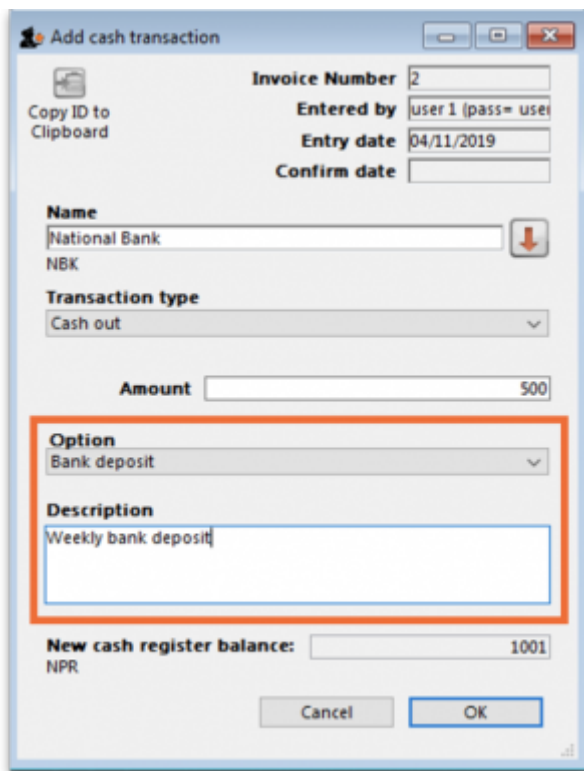 Add cash transaction
Copy ID to
Clipboard
Invoice Number 2
Entered by user 1 (pass= user
Entry date 04/11/2019
Confirm date
Name
National Bank
NBK
Transaction type
Cash out
Amount 500
Option
Bank deposit
Description
Weekly bank deposit
New cash register balance: 1001
NPR
Cancel OK